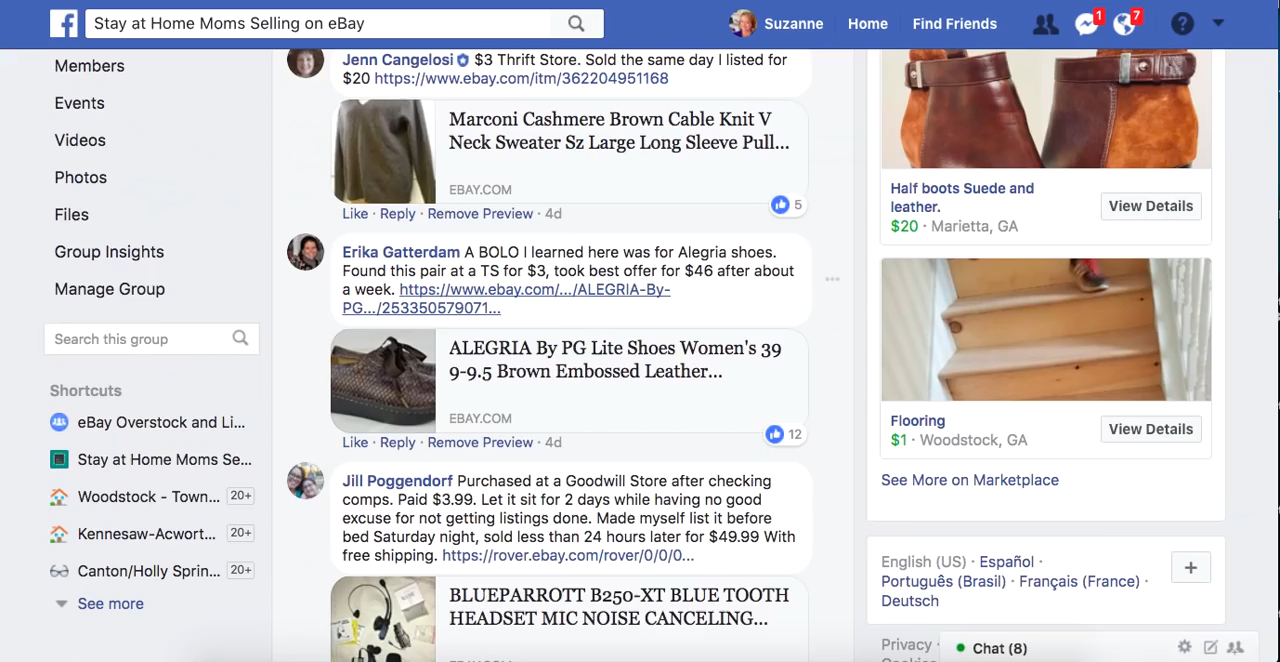 f
Stay at Home Moms Selling on eBay
Suzanne
Home
Find Friends
1
7
?
Members
Events
Videos
Photos
Files
Group Insights
Manage Group
Search this group
Shortcuts
eBay Overstock and Li...
Stay at Home Moms Se...
Woodstock - Town... 20+
Kennesaw-Acwort... 20+
Canton/Holly Sprin... 20+
See more
Jenn Cangelosi $3 Thrift Store. Sold the same day I listed for
$20 https://www.ebay.com/itm/362204951168
Marconi Cashmere Brown Cable Knit V
Neck Sweater Sz Large Long Sleeve Pull...
EBAY.COM
5
Like · Reply · Remove Preview · 4d
Erika Gatterdam A BOLO I learned here was for Alegria shoes.
Found this pair at a TS for $3, took best offer for $46 after about
a week. https://www.ebay.com/.../ALEGRIA-By-
PG.../253350579071...
ALEGRIA By PG Lite Shoes Women's 39
9-9.5 Brown Embossed Leather...
EBAY.COM
12
Like · Reply · Remove Preview · 4d
Jill Poggendorf Purchased at a Goodwill Store after checking
comps. Paid $3.99. Let it sit for 2 days while having no good
excuse for not getting listings done. Made myself list it before
bed Saturday night, sold less than 24 hours later for $49.99 With
free shipping. https://rover.ebay.com/rover/0/0/0...
BLUEPARROTT B250-XT BLUE TOOTH
HEADSET MIC NOISE CANCELING...
EBAY.COM
Half boots Suede and
leather.
$20 · Marietta, GA
View Details
Flooring
$1 · Woodstock, GA
View Details
See More on Marketplace
English (US) · Español ·
Português (Brasil) · Français (France) ·
Deutsch
+
Privacy ·
Cookies
Chat (8)